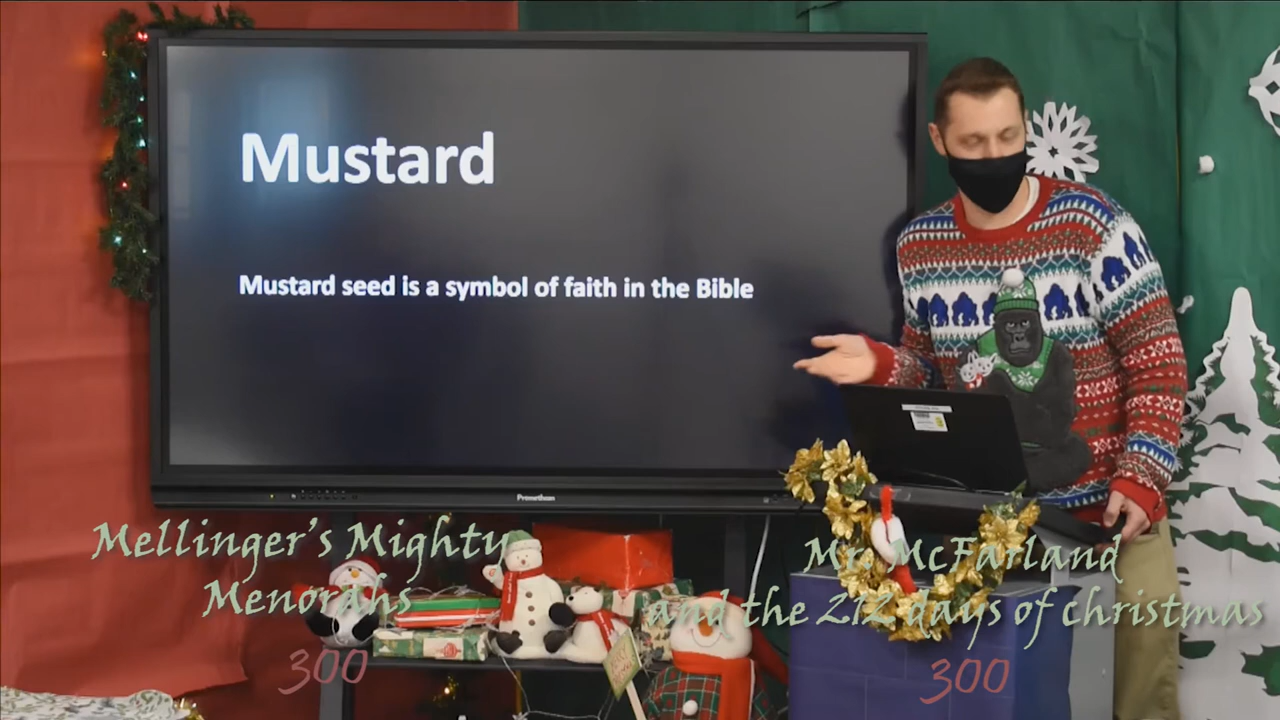 Mustard
Mustard seed is a symbol of faith in the Bible
Promethean
Mellinger's Mighty
Menorahs
300
Mr. McFarland
and the 212 days of christmas
300